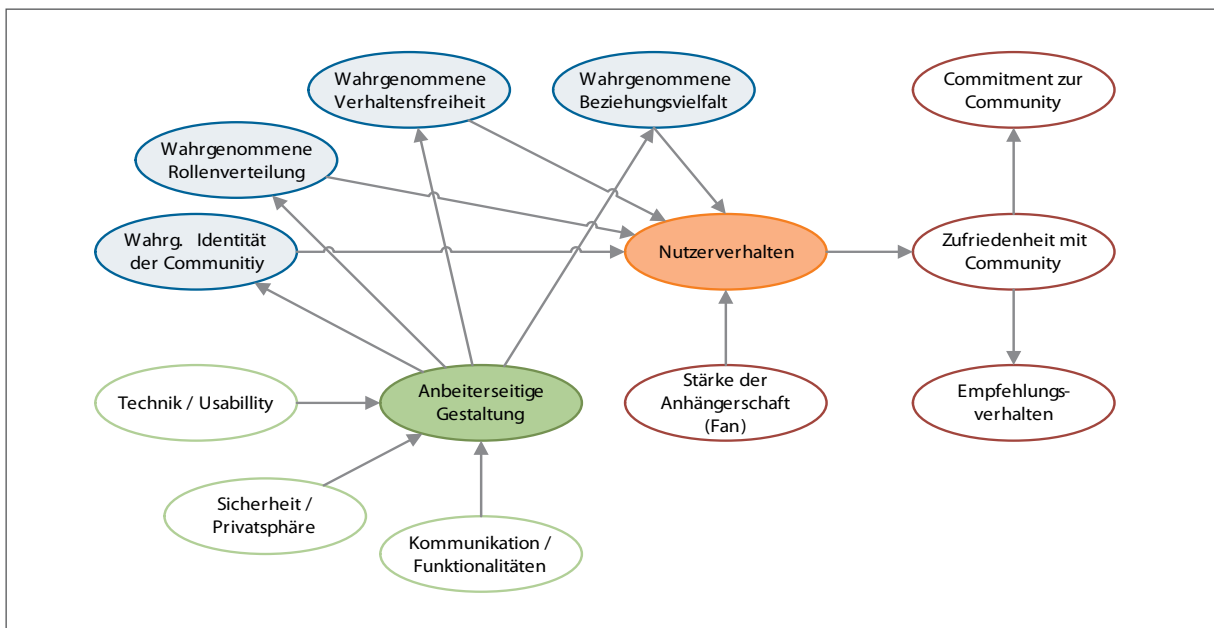 Wahrgenommene
Verhaltensfreiheit
Wahrgenommene
Beziehungsvielfalt
Commitment zur
Community
Wahrgenommene
Rollenverteilung
Wahrg. Identität
der Communitiy
Nutzerverhalten
Zufriedenheit mit
Community
Technik / Usabillity
Anbeiterseitige
Gestaltung
Stärke der
Anhängerschaft
(Fan)
Empfehlungs-
verhalten
Sicherheit /
Privatsphäre
Kommunikation /
Funktionalitäten